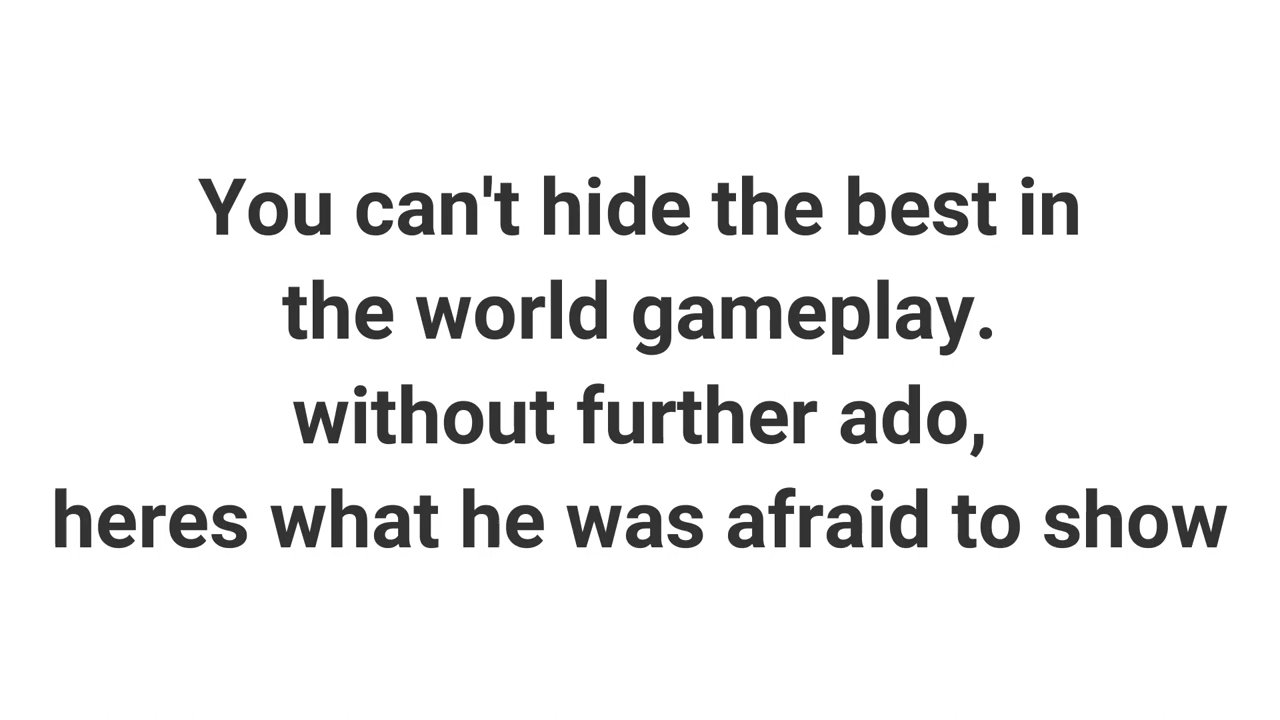 You can't hide the best in
the world gameplay.
without further ado,
heres what he was afraid to show